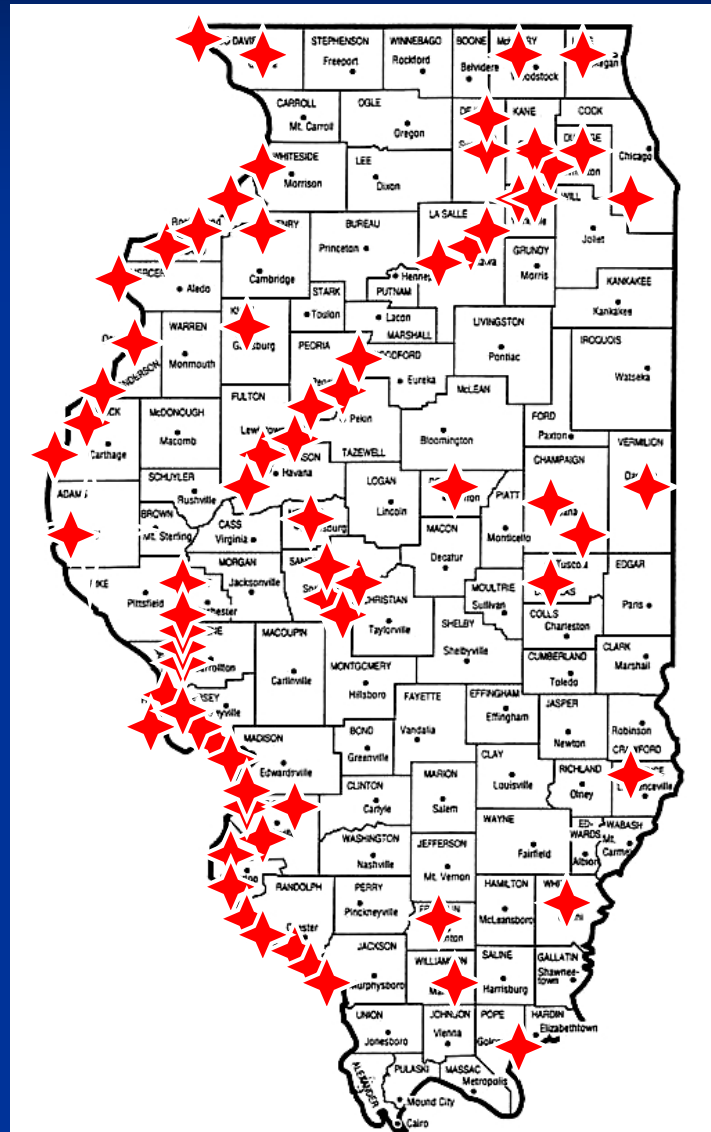 STEPHENSON
Freeport
WINNEBAGO
Rockford
BOONE
Belvidere
CARROLL
Mt. Carroll
OGLE
Oregon
KANE
COOK
Chicago
WHITESIDE
Morrison
LEE
Dixon
LA SALLE
WILL
Joliet
BUREAU
Princeton
GRUNDY
Morris
Cambridge
PUTNAM
KANKAKEE
Kankakee
Aledo
STARK
Toulon
Lacon
MARSHALL
LIVINGSTON
Pontiac
IROQUOIS
Watseka
WARREN
Monmouth
PEORIA
Eureka
McLEAN
Bloomington
FULTON
Pekin
TAZEWELL
FORD
Paxton
VERMILION
McDONOUGH
Macomb
Carthage
Havana
CHAMPAIGN
SCHUYLER
Rushville
LOGAN
Lincoln
PIATT
Monticello
BROWN
Mt. Sterling
CASS
Virginia
MACON
Decatur
MORGAN
Jacksonville
EDGAR
Paris
Pittsfield
CHRISTIAN
Taylorville
MOULTRIE
Sullivan
COLLS
Charleston
SHELBY
Shelbyville
MACOUPIN
Carlinville
CUMBERLAND
Toledo
CLARK
Marshall
MONTGOMERY
Hillsboro
FAYETTE
Vandalia
EFFINGHAM
Effingham
JASPER
Newton
Robinson
MADISON
Edwardsville
BOND
Greenville
CLAY
Louisville
RICHLAND
Olney
CLINTON
Carlyle
MARION
Salem
WAYNE
Fairfield
ED-
WARDS
Albion
WABASH
Mt.
Carmel
WASHINGTON
Nashville
JEFFERSON
Mt. Vernon
RANDOLPH
PERRY
Pinckneyville
HAMILTON
McLeansboro
JACKSON
SALINE
Harrisburg
GALLATIN
Shawnee-
town
UNION
Jonesboro
JOHNSON
Vienna
POPE
HARDIN
Elizabethtown
ALEXANDER
PULASKI
MASSAC
Metropolis
Mound City
Cairo